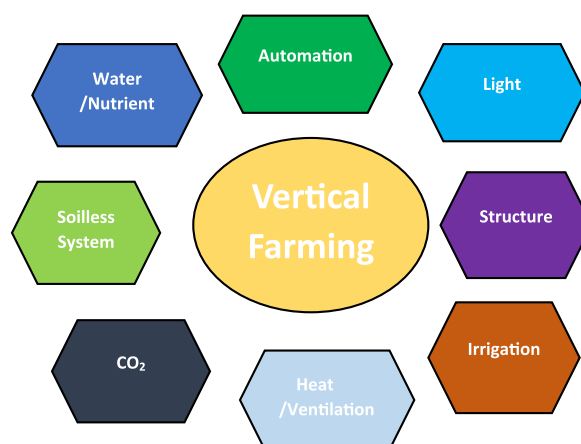 Automation
Water
/Nutrient
Light
Vertical
Farming
Soilless
System
Structure
CO₂
Irrigation
Heat
/Ventilation